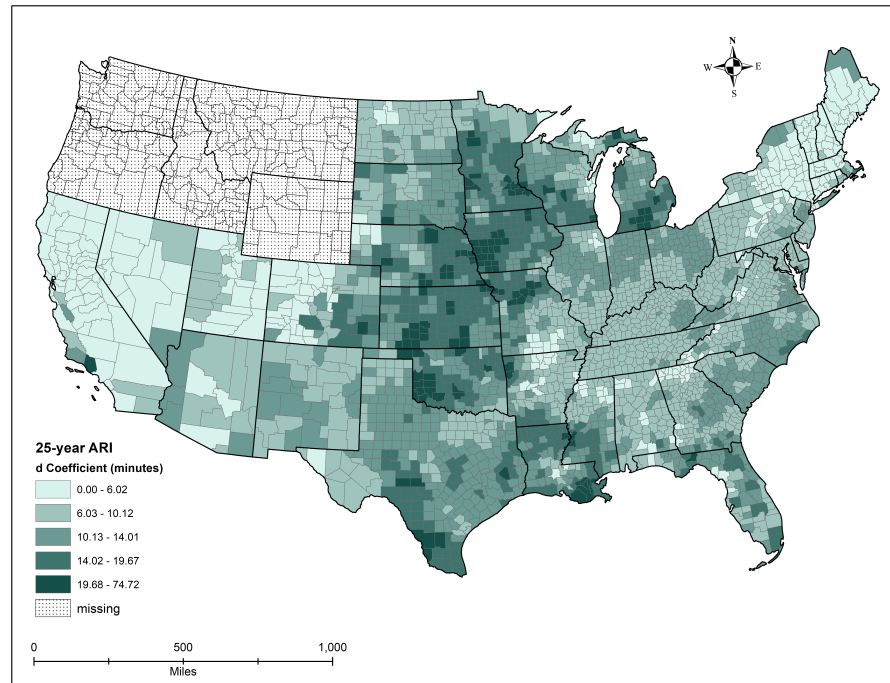 N
W E
S
25-year ARI
d Coefficient (minutes)
0.00 - 6.02
6.03 - 10.12
10.13 - 14.01
14.02 - 19.67
19.68 - 74.72
missing
0 500 1,000
Miles